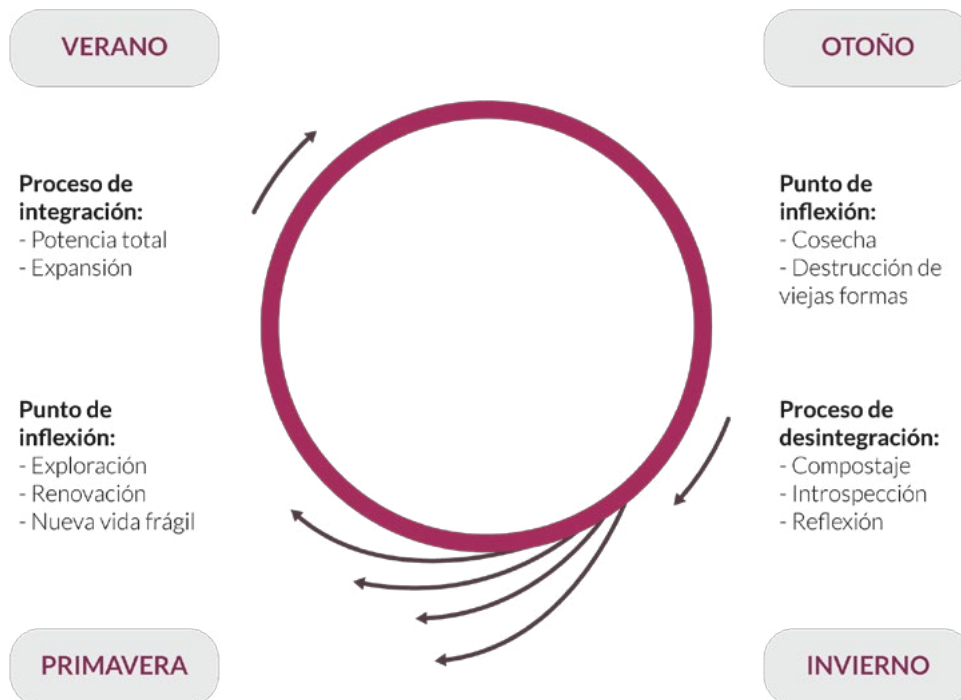 VERANO
OTOÑO
Proceso de
integración:
- Potencia total
- Expansión
Punto de
inflexión:
- Cosecha
- Destrucción de
viejas formas
Punto de
inflexión:
- Exploración
- Renovación
- Nueva vida frágil
Proceso de
desintegración:
- Compostaje
- Introspección
- Reflexión
PRIMAVERA
INVIERNO